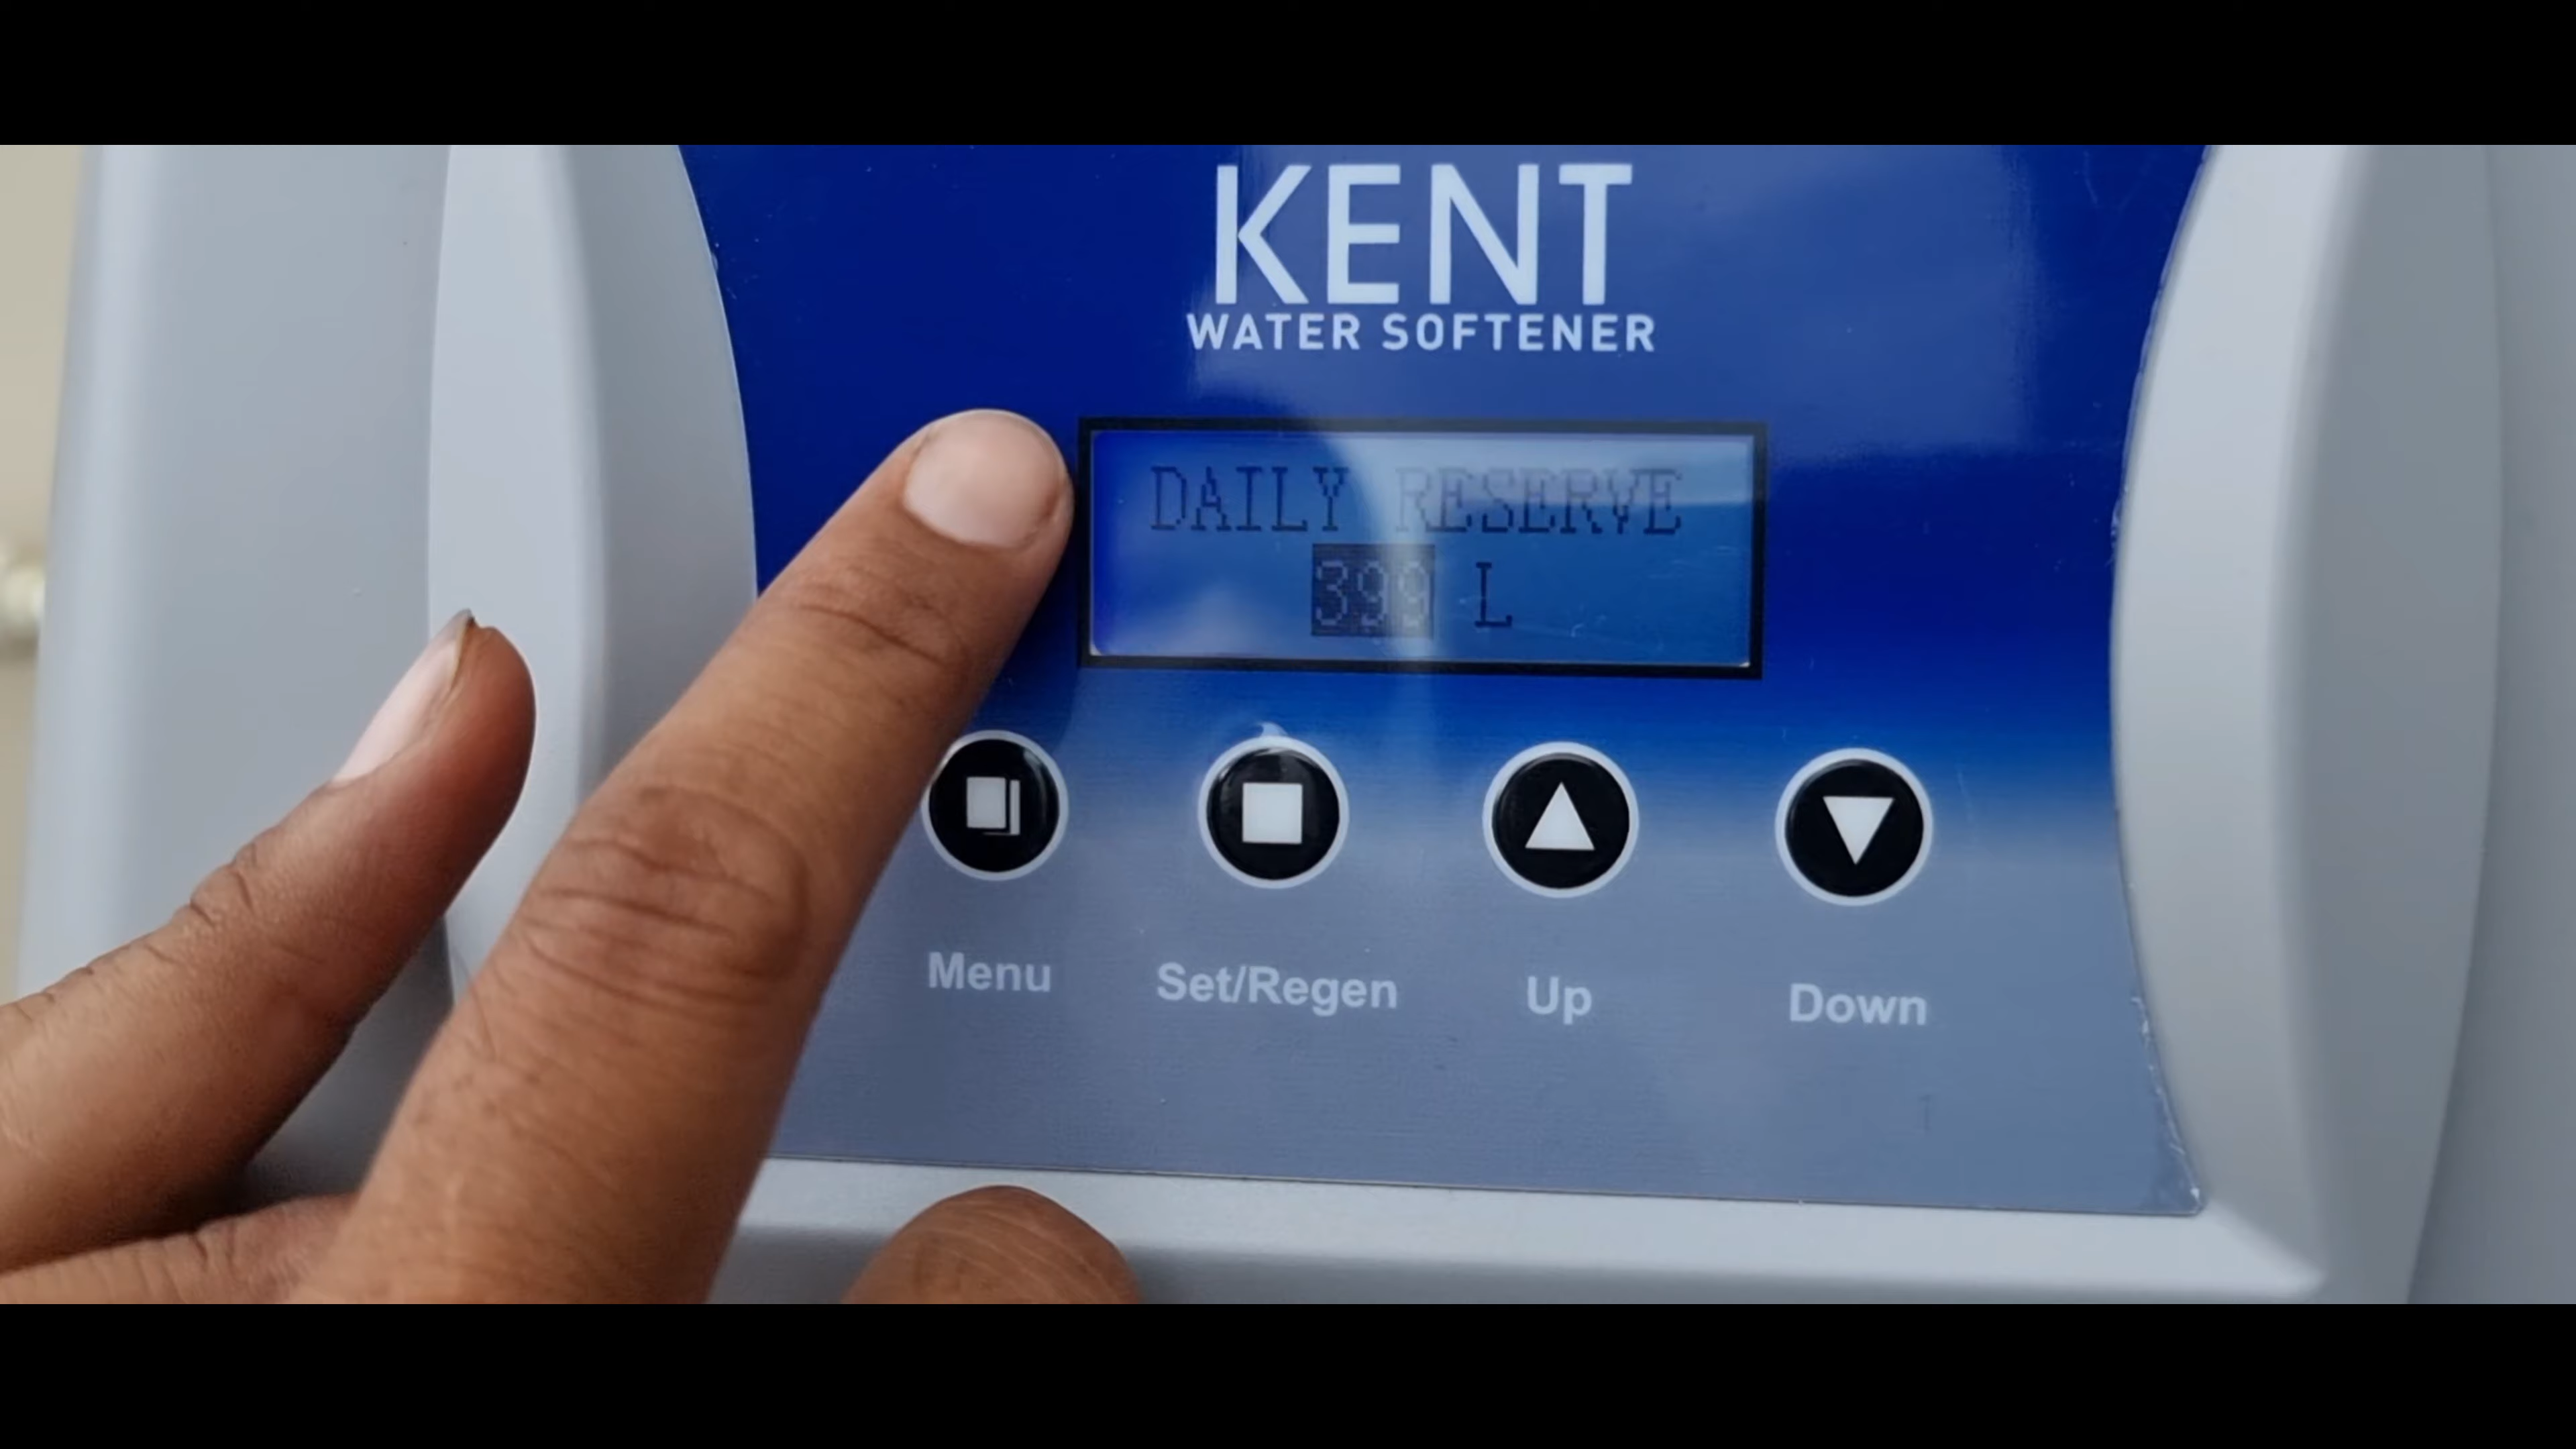 KENT
WATER SOFTENER
DAILY RESERVE
399 L
Menu
Set/Regen
Up
Down